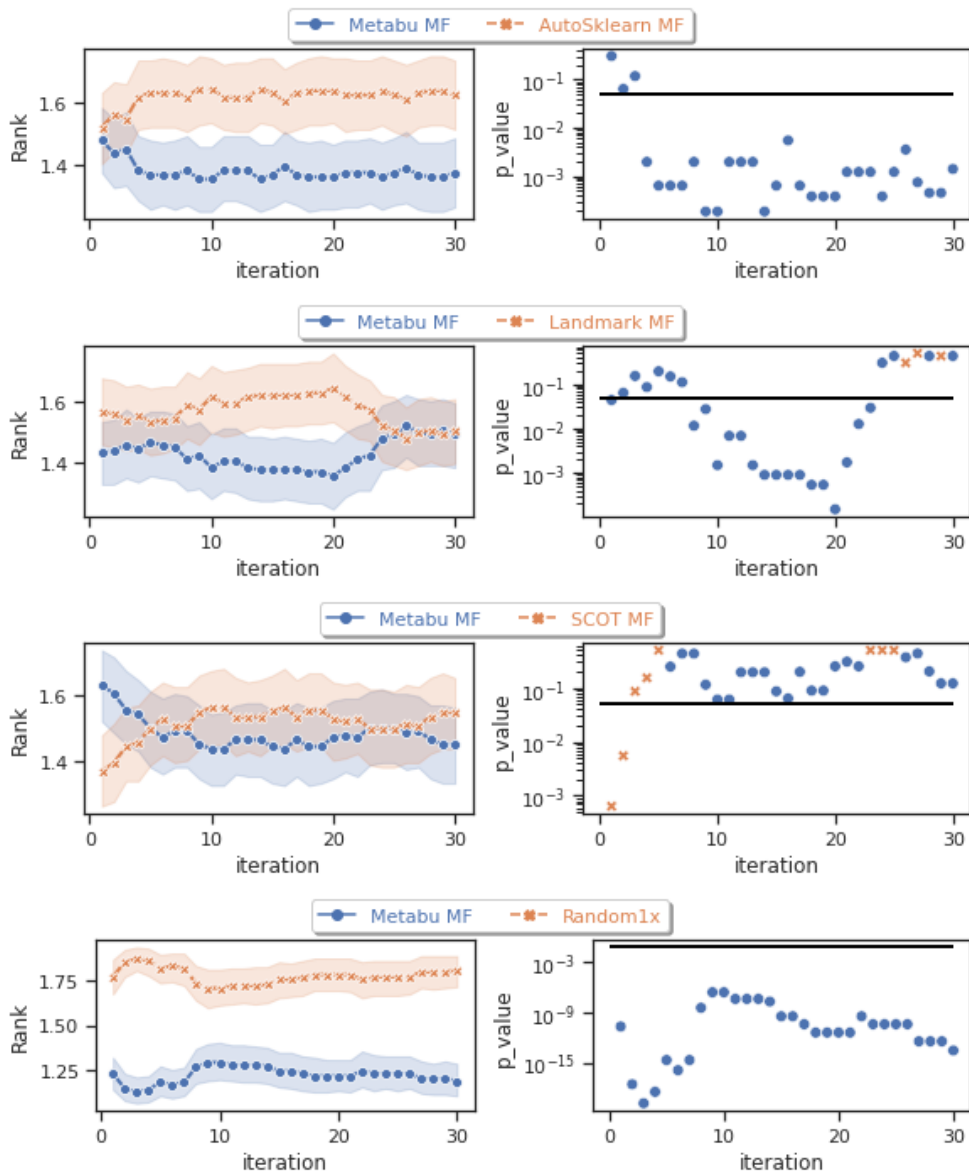 Metabu MF AutoSklearn MF
Rank
1.6
1.4
0 10 20 30
iteration
p_value
10⁻¹
10⁻²
10⁻³
0 10 20 30
iteration
Metabu MF Landmark MF
Rank
1.6
1.4
0 10 20 30
iteration
p_value
10⁻¹
10⁻²
10⁻³
0 10 20 30
iteration
Metabu MF SCOT MF
Rank
1.6
1.4
0 10 20 30
iteration
p_value
10⁻¹
10⁻²
10⁻³
0 10 20 30
iteration
Metabu MF Random1x
Rank
1.75
1.50
1.25
0 10 20 30
iteration
p_value
10⁻³
10⁻⁹
10⁻¹⁵
0 10 20 30
iteration